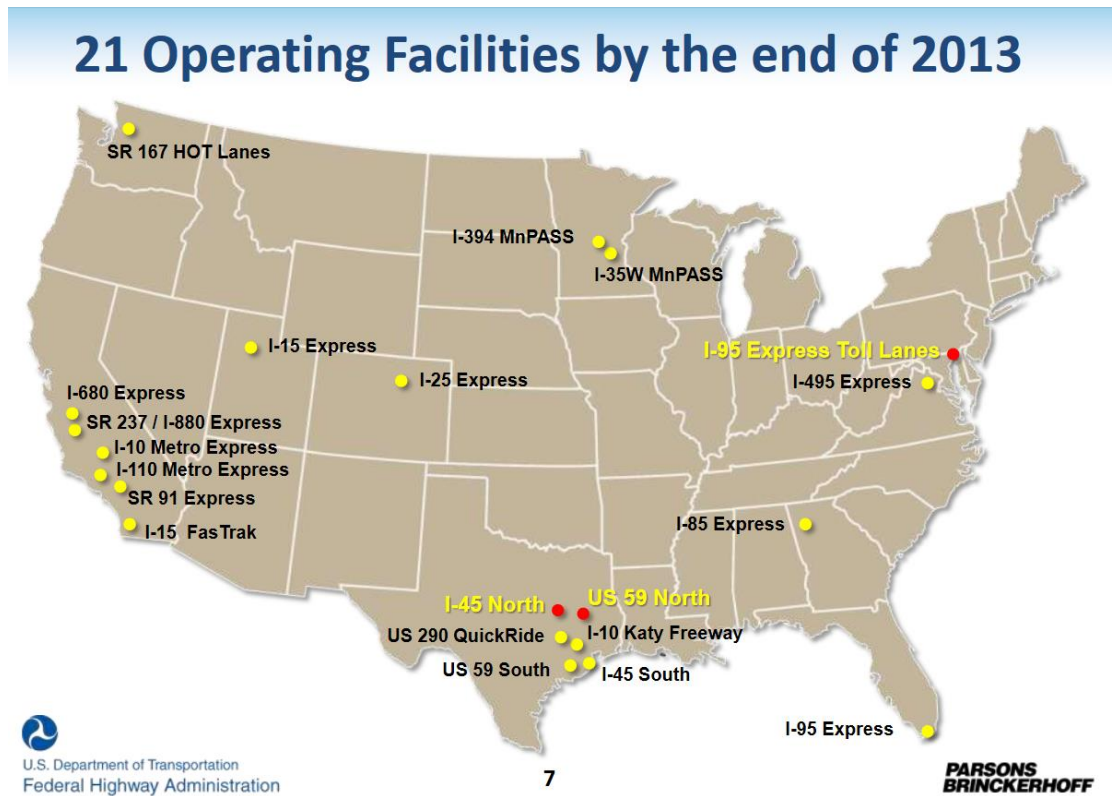 21 Operating Facilities by the end of 2013
SR 167 HOT Lanes
I-394 MnPASS
I-35W MnPASS
I-15 Express
I-95 Express Toll Lanes
I-25 Express
I-495 Express
I-680 Express
SR 237 / I-880 Express
I-10 Metro Express
I-110 Metro Express
SR 91 Express
I-15 FasTrak
I-85 Express
I-45 North
US 59 North
US 290 QuickRide
I-10 Katy Freeway
US 59 South
I-45 South
I-95 Express
U.S. Department of Transportation
Federal Highway Administration
7
PARSONS
BRINCKERHOFF